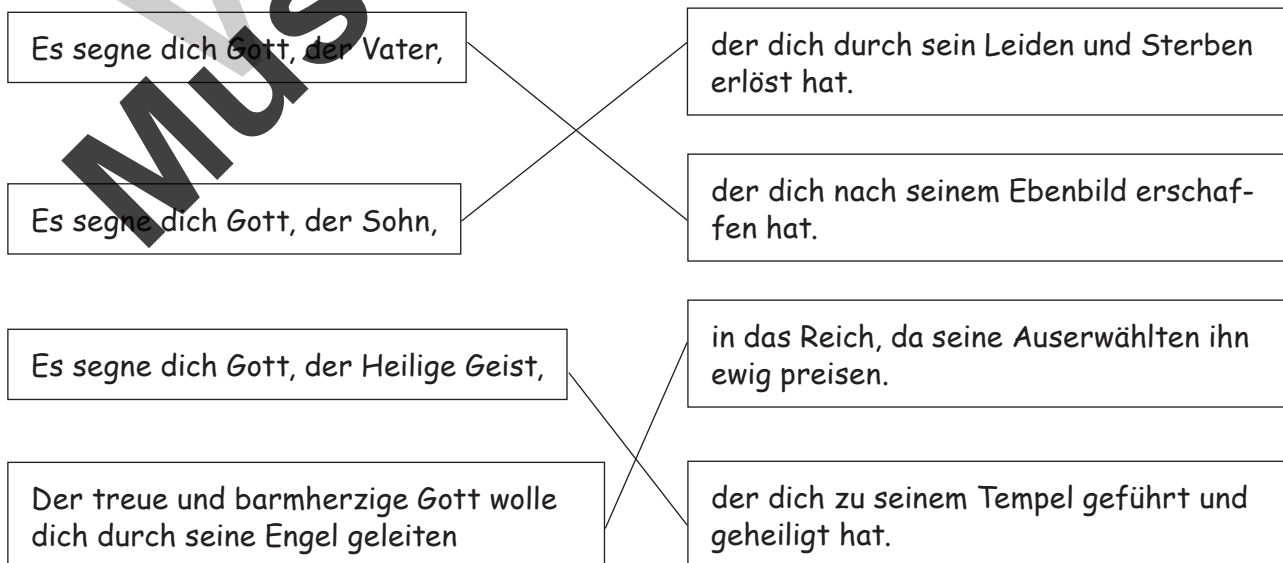 Es segne dich Gott, der Vater,
der dich durch sein Leiden und Sterben
erlöst hat.
Es segne dich Gott, der Sohn,
der dich nach seinem Ebenbild erschaf-
fen hat.
Es segne dich Gott, der Heilige Geist,
in das Reich, da seine Auserwählten ihn
ewig preisen.
Der treue und barmherzige Gott wolle
dich durch seine Engel geleiten
der dich zu seinem Tempel geführt und
geheiligt hat.
Mus